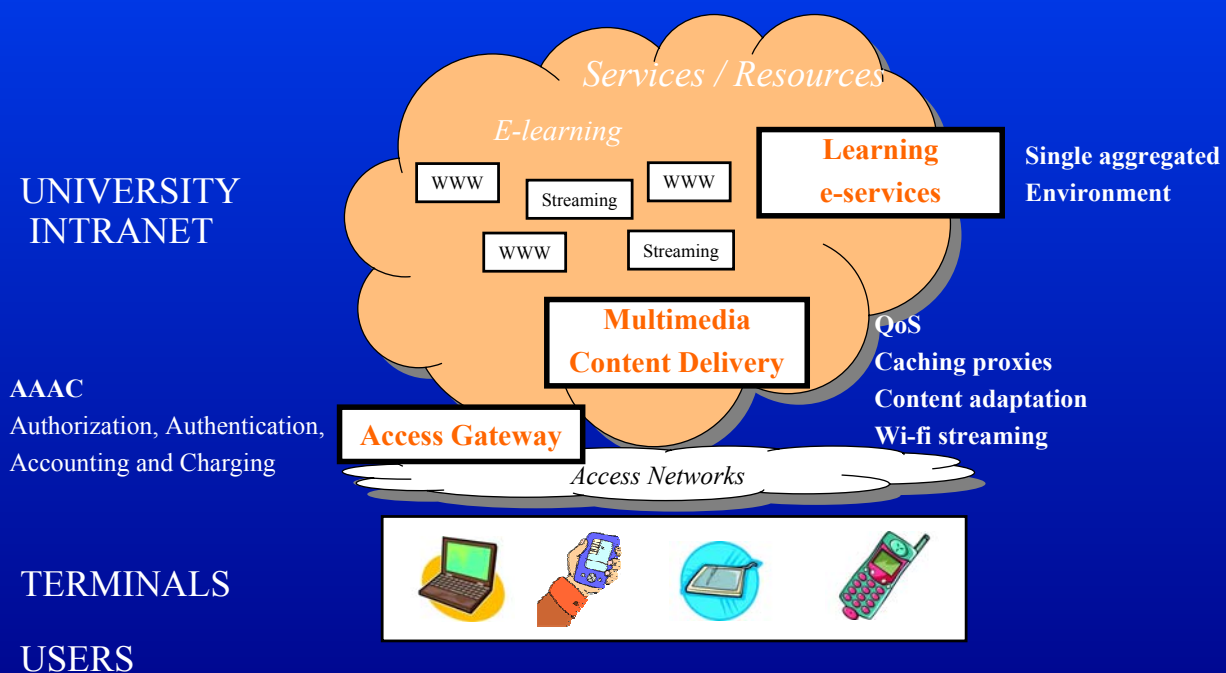 Services / Resources
E-learning
Learning
e-services
Single aggregated
Environment
UNIVERSITY
INTRANET
WWW
Streaming
WWW
WWW
Streaming
Multimedia
Content Delivery
QoS
Caching proxies
Content adaptation
Wi-fi streaming
AAAC
Authorization, Authentication,
Accounting and Charging
Access Gateway
Access Networks
TERMINALS
USERS